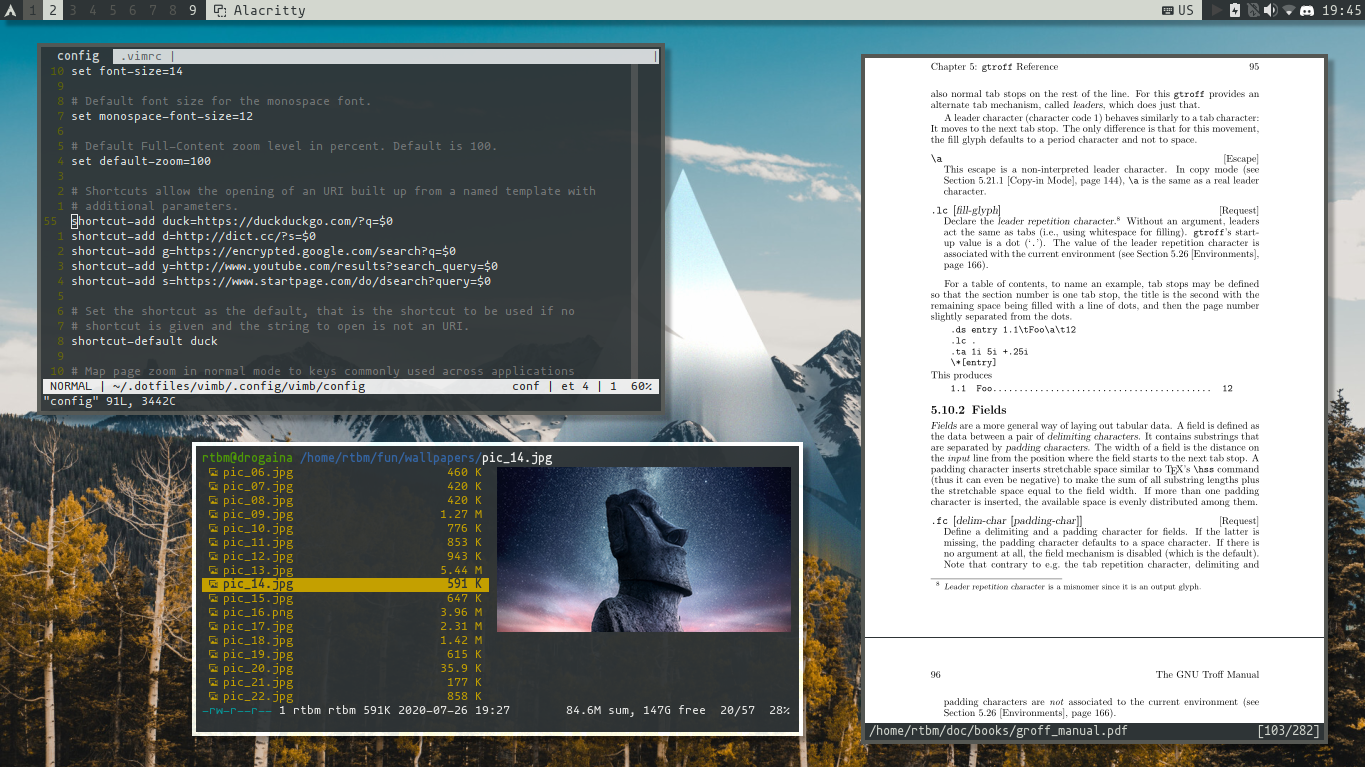 1 2 3 4 5 6 7 8 9 Alacritty
US 19:45
config .vimrc |
10 set font-size=14
9
8 # Default font size for the monospace font.
7 set monospace-font-size=12
6
5 # Default Full-Content zoom level in percent. Default is 100.
4 set default-zoom=100
3
2 # Shortcuts allow the opening of an URI built up from a named template with
1 # additional parameters.
55 shortcut-add duck=https://duckduckgo.com/?q=$0
1 shortcut-add d=http://dict.cc/?s=$0
2 shortcut-add g=https://encrypted.google.com/search?q=$0
3 shortcut-add y=http://www.youtube.com/results?search_query=$0
4 shortcut-add s=https://www.startpage.com/do/dsearch?query=$0
5
6 # Set the shortcut as the default, that is the shortcut to be used if no
7 # shortcut is given and the string to open is not an URI.
8 shortcut-default duck
9
10 # Map page zoom in normal mode to keys commonly used across applications
NORMAL | ~/.dotfiles/vimb/.config/vimb/config conf | et 4 | 1 60%
"config" 91L, 3442C
rtbm@drogaina /home/rtbm/fun/wallpapers/pic_14.jpg
pic_06.jpg 460 K
pic_07.jpg 420 K
pic_08.jpg 420 K
pic_09.jpg 1.27 M
pic_10.jpg 776 K
pic_11.jpg 853 K
pic_12.jpg 943 K
pic_13.jpg 5.44 M
pic_14.jpg 591 K
pic_15.jpg 647 K
pic_16.png 3.96 M
pic_17.jpg 2.31 M
pic_18.jpg 1.42 M
pic_19.jpg 615 K
pic_20.jpg 35.9 K
pic_21.jpg 177 K
pic_22.jpg 858 K
-rw-r--r-- 1 rtbm rtbm 591K 2020-07-26 19:27 84.6M sum, 147G free 20/57 28%
Chapter 5: gtroff Reference 95
also normal tab stops on the rest of the line. For this gtroff provides an
alternate tab mechanism, called leaders, which does just that.
A leader character (character code 1) behaves similarly to a tab character:
It moves to the next tab stop. The only difference is that for this movement,
the fill glyph defaults to a period character and not to space.
\a [Escape]
This escape is a non-interpreted leader character. In copy mode (see
Section 5.21.1 [Copy-in Mode], page 144), \a is the same as a real leader
character.
.lc [fill-glyph] [Request]
Declare the leader repetition character.⁸ Without an argument, leaders
act the same as tabs (i.e., using whitespace for filling). gtroff's start-
up value is a dot (‘.’). The value of the leader repetition character is
associated with the current environment (see Section 5.26 [Environments],
page 166).
For a table of contents, to name an example, tab stops may be defined
so that the section number is one tab stop, the title is the second with the
remaining space being filled with a line of dots, and then the page number
slightly separated from the dots.
.ds entry 1.1\tFoo\a\t12
.lc .
.ta 1i 5i +.25i
\*[entry]
This produces
1.1 Foo.......................................... 12
5.10.2 Fields
Fields are a more general way of laying out tabular data. A field is defined as
the data between a pair of delimiting characters. It contains substrings that
are separated by padding characters. The width of a field is the distance on
the input line from the position where the field starts to the next tab stop. A
padding character inserts stretchable space similar to TEX's \hss command
(thus it can even be negative) to make the sum of all substring lengths plus
the stretchable space equal to the field width. If more than one padding
character is inserted, the available space is evenly distributed among them.
.fc [delim-char [padding-char]] [Request]
Define a delimiting and a padding character for fields. If the latter is
missing, the padding character defaults to a space character. If there is
no argument at all, the field mechanism is disabled (which is the default).
Note that contrary to e.g. the tab repetition character, delimiting and
⁸ Leader repetition character is a misnomer since it is an output glyph.
96 The GNU Troff Manual
padding characters are not associated to the current environment (see
Section 5.26 [Environments], page 166).
/home/rtbm/doc/books/groff_manual.pdf [103/282]